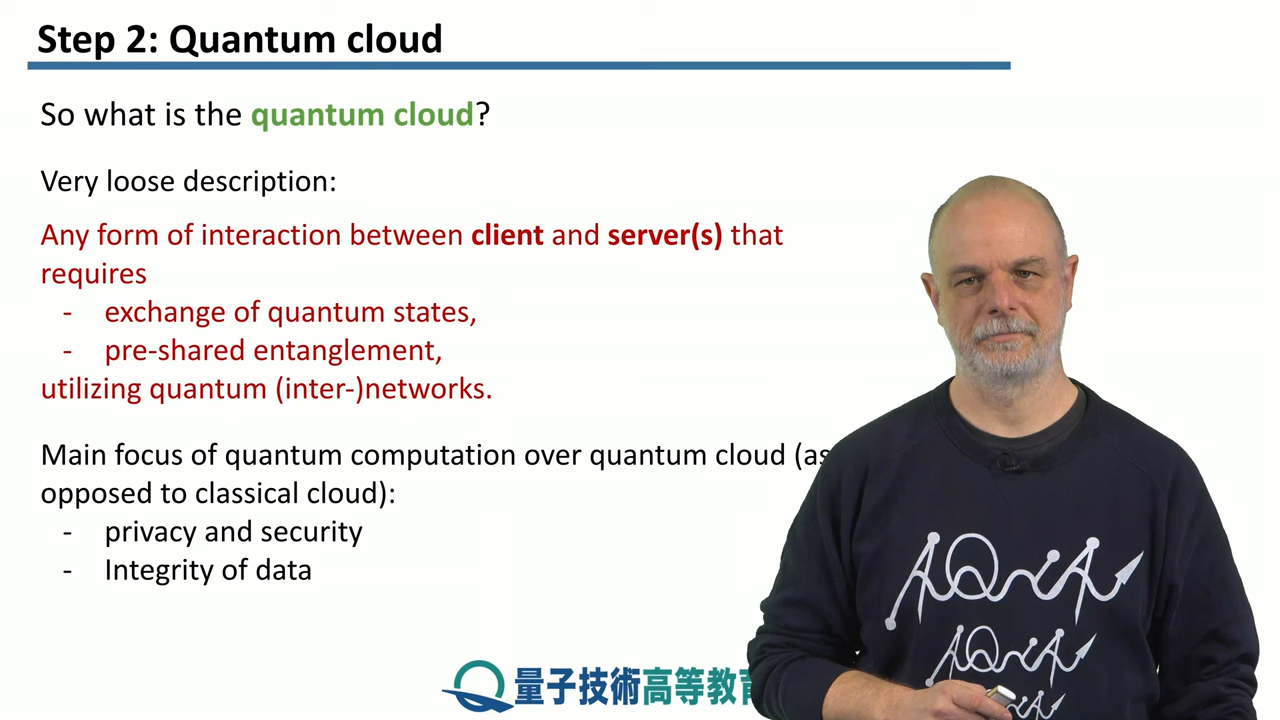 Step 2: Quantum cloud
So what is the quantum cloud?
Very loose description:
Any form of interaction between client and server(s) that
requires
- exchange of quantum states,
- pre-shared entanglement,
utilizing quantum (inter-)networks.
Main focus of quantum computation over quantum cloud (as
opposed to classical cloud):
- privacy and security
- Integrity of data
AQUA
AQUA
量子技術高等教育